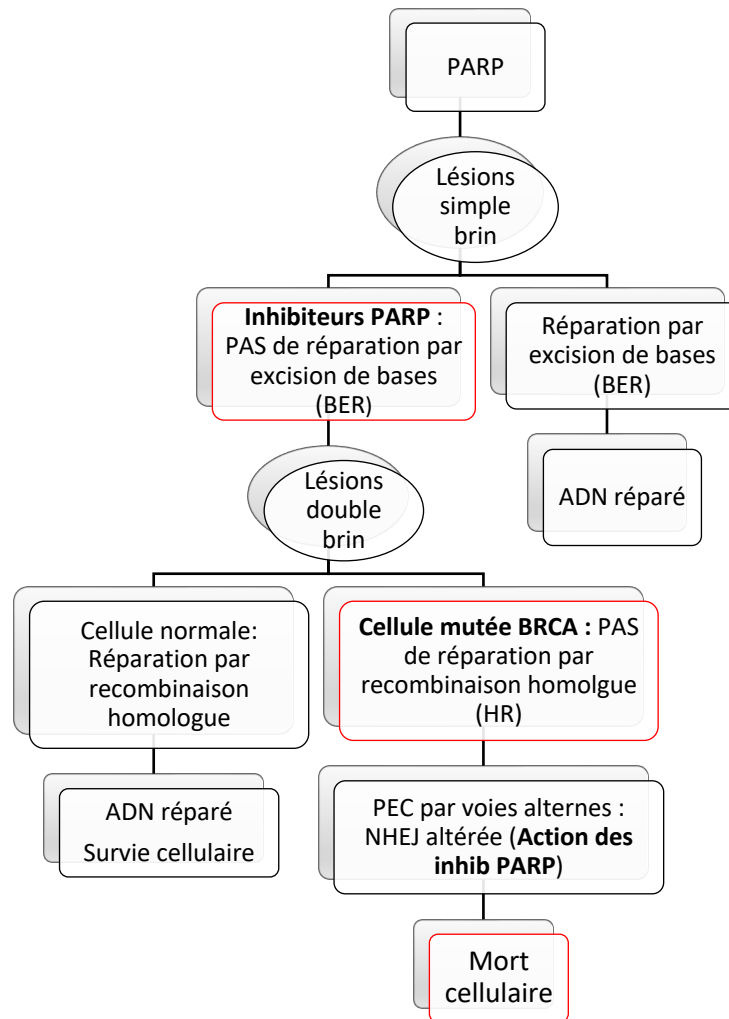 PARP
Lésions
simple
brin
Inhibiteurs PARP :
PAS de réparation par
excision de bases
(BER)
Réparation par
excision de bases
(BER)
Lésions
double
brin
ADN réparé
Cellule normale:
Réparation par
recombinaison
homologue
Cellule mutée BRCA : PAS
de réparation par
recombinaison homolgue
(HR)
ADN réparé
Survie cellulaire
PEC par voies alternes :
NHEJ altérée (Action des
inhib PARP)
Mort
cellulaire